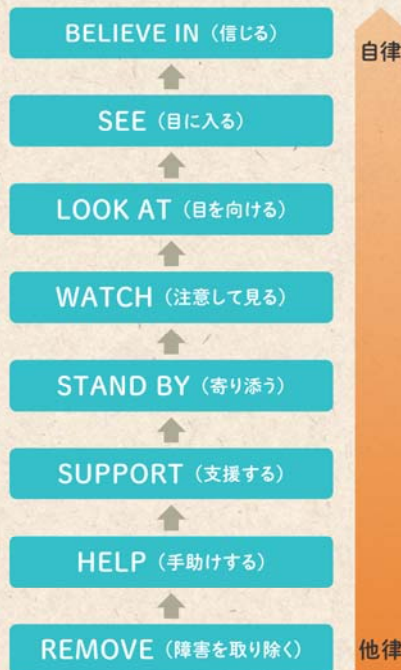 BELIEVE IN（信じる）
自律
SEE（目に入る）
LOOK AT（目を向ける）
WATCH（注意して見る）
STAND BY（寄り添う）
SUPPORT（支援する）
HELP（手助けする）
REMOVE（障害を取り除く）
他律